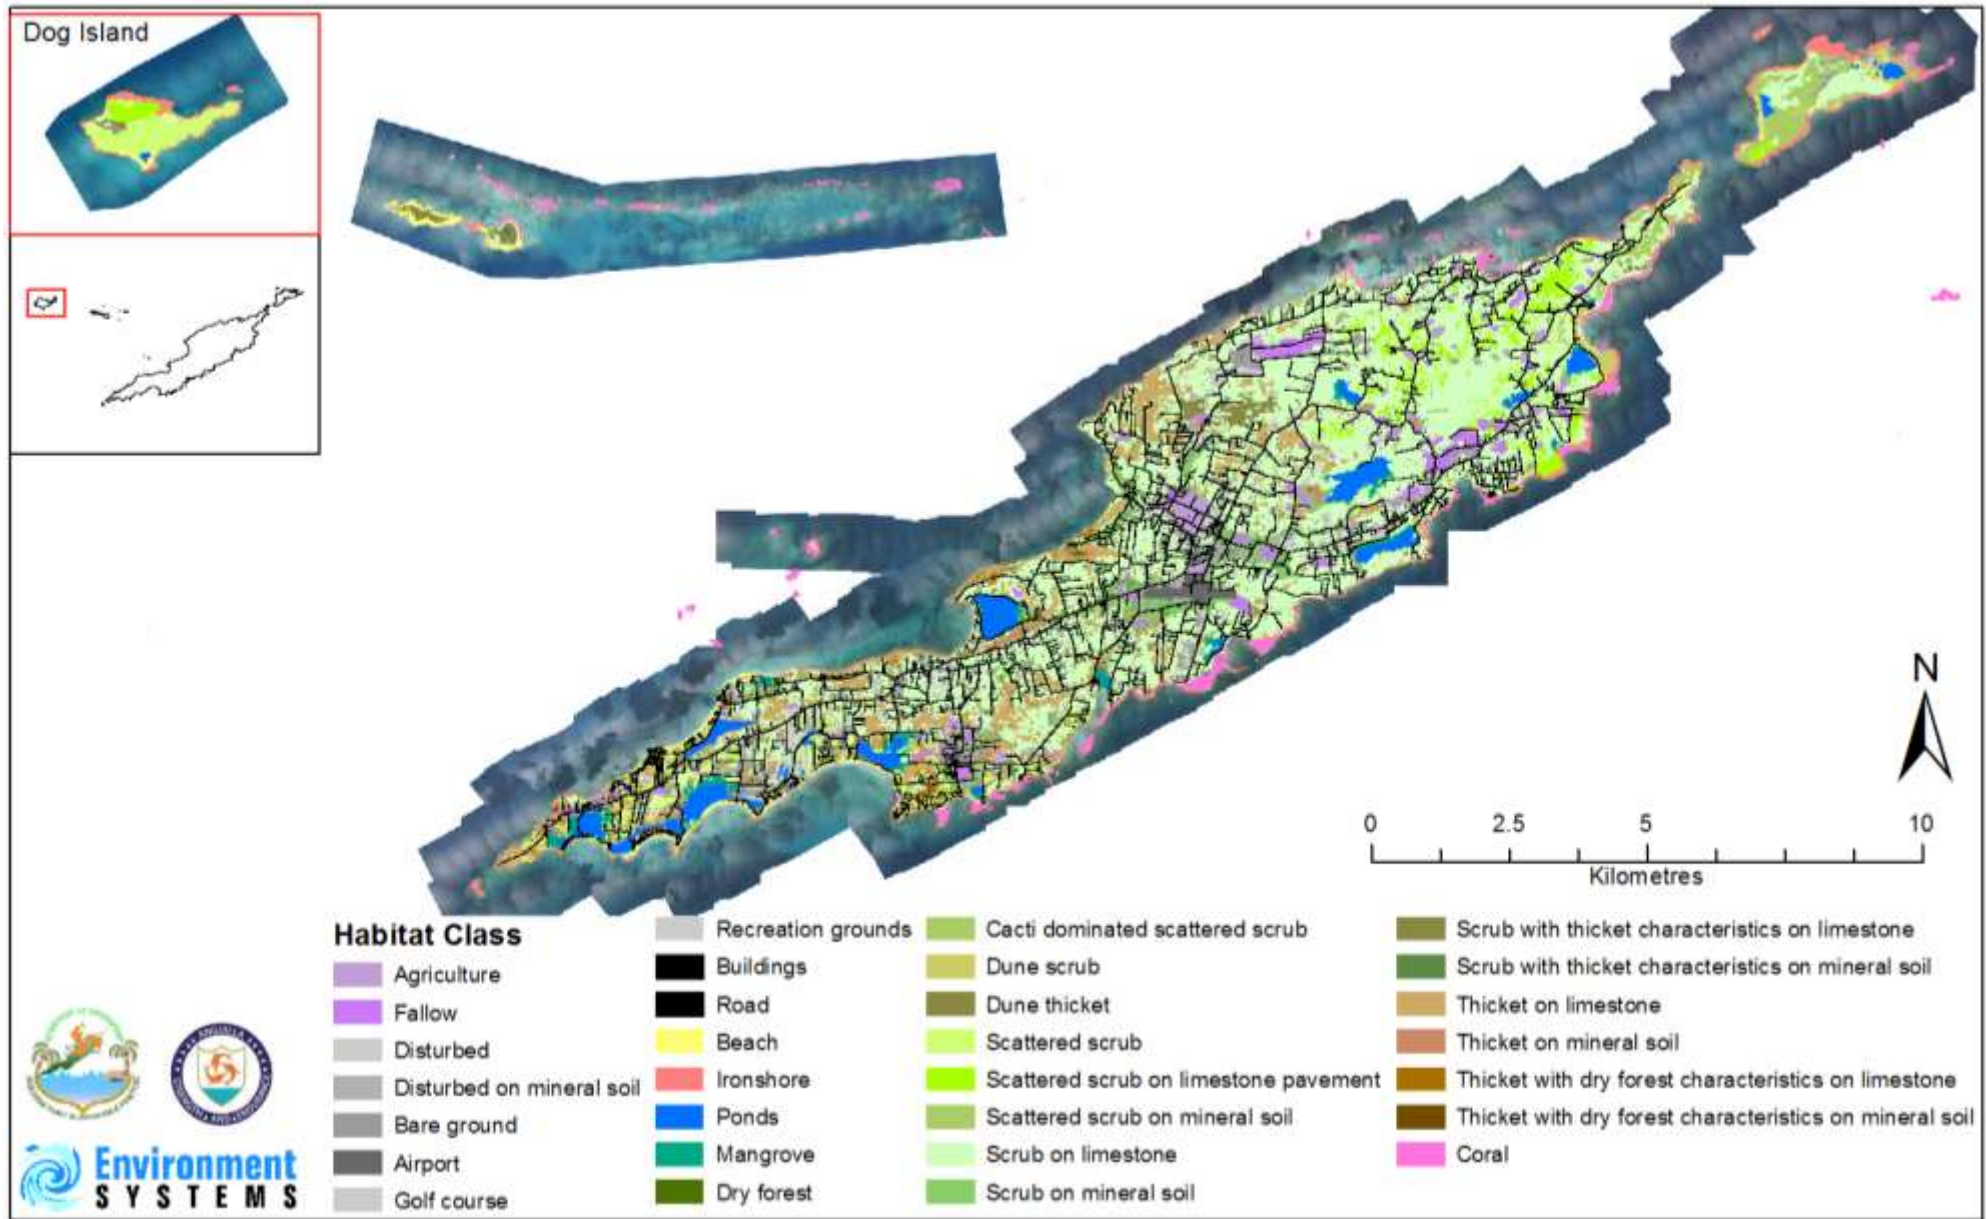 Dog Island
N
0 2.5 5 10
Kilometres
Habitat Class
Agriculture
Fallow
Disturbed
Disturbed on mineral soil
Bare ground
Airport
Golf course
Recreation grounds
Buildings
Road
Beach
Ironshore
Ponds
Mangrove
Dry forest
Cacti dominated scattered scrub
Dune scrub
Dune thicket
Scattered scrub
Scattered scrub on limestone pavement
Scattered scrub on mineral soil
Scrub on limestone
Scrub on mineral soil
Scrub with thicket characteristics on limestone
Scrub with thicket characteristics on mineral soil
Thicket on limestone
Thicket on mineral soil
Thicket with dry forest characteristics on limestone
Thicket with dry forest characteristics on mineral soil
Coral
ANGUILLA
Environment
SYSTEMS